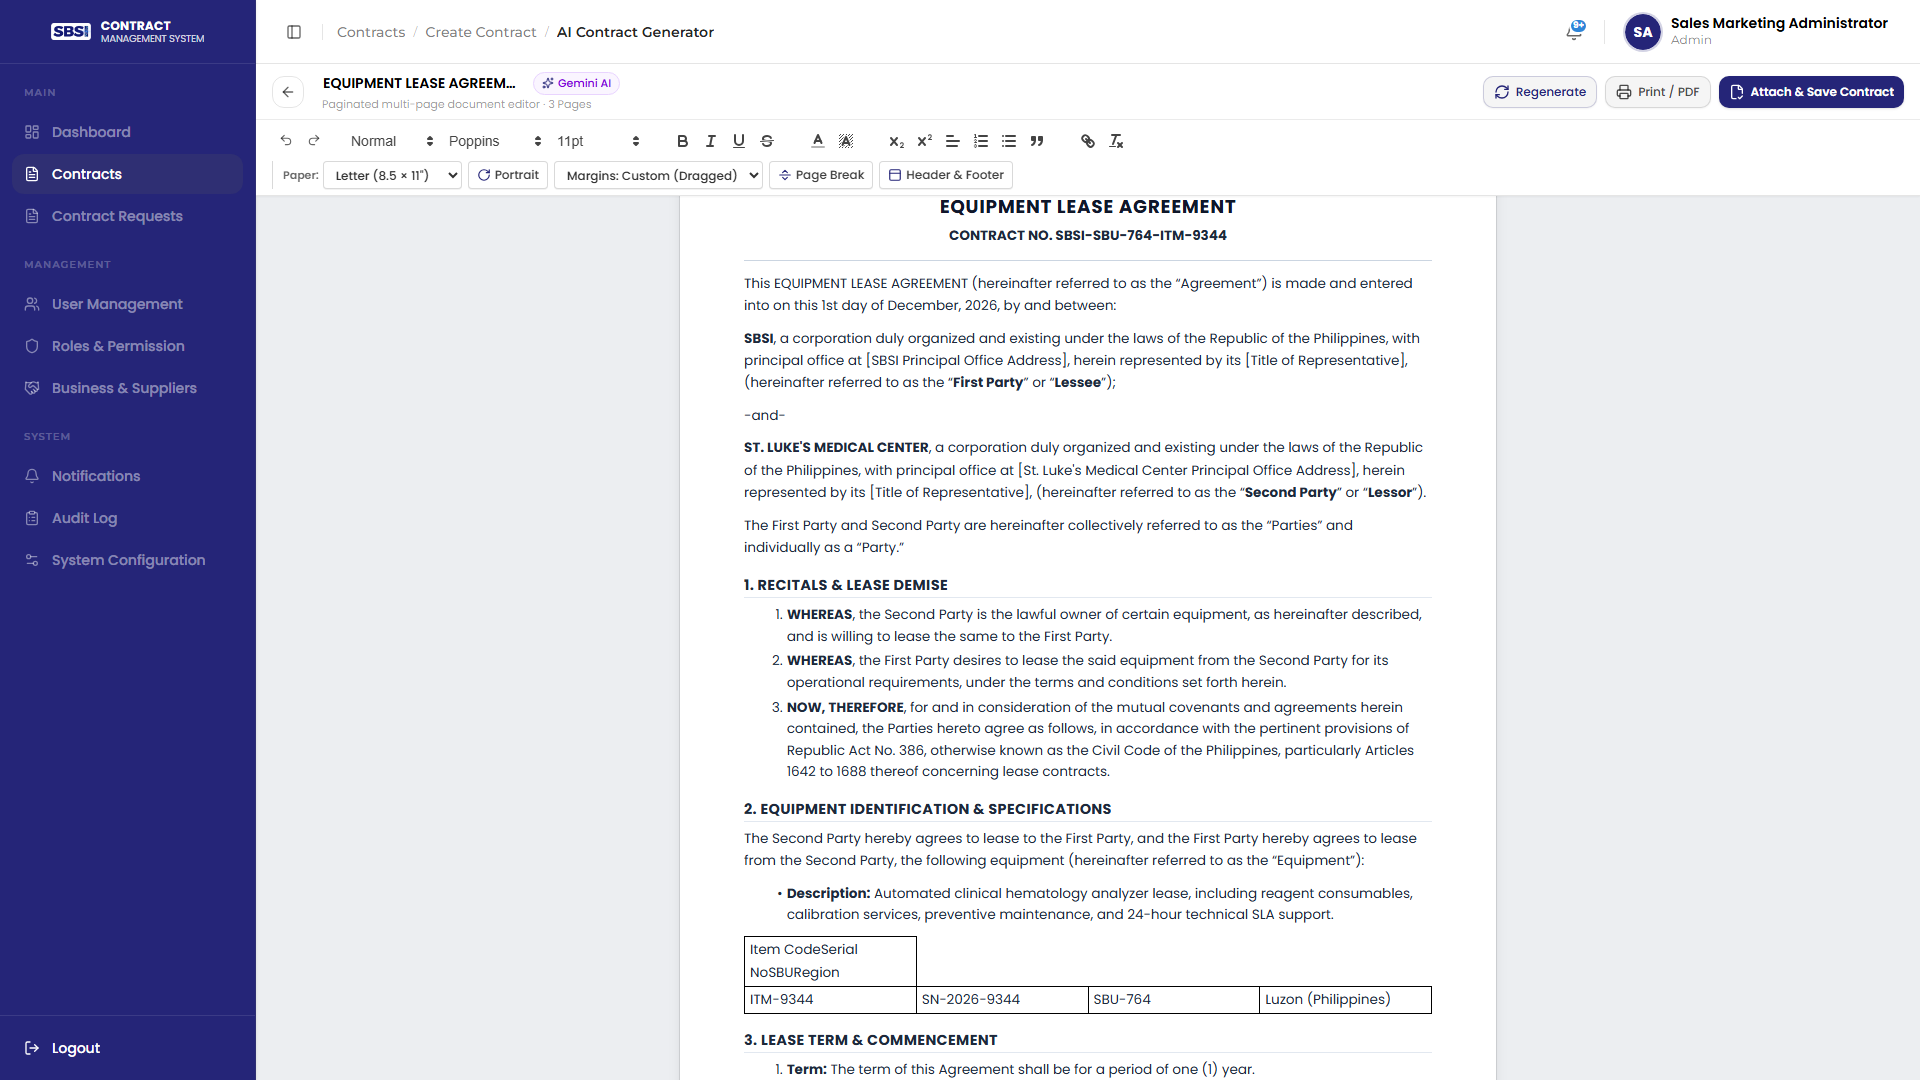 SBSI CONTRACT
MANAGEMENT SYSTEM
MAIN
Dashboard
Contracts
Contract Requests
MANAGEMENT
User Management
Roles & Permission
Business & Suppliers
SYSTEM
Notifications
Audit Log
System Configuration
Logout
Contracts / Create Contract / AI Contract Generator
9+
SA
Sales Marketing Administrator
Admin
EQUIPMENT LEASE AGREEM...
Gemini AI
Paginated multi-page document editor · 3 Pages
Regenerate
Print / PDF
Attach & Save Contract
Normal Poppins 11pt
Paper: Letter (8.5 × 11") Portrait Margins: Custom (Dragged) Page Break Header & Footer
EQUIPMENT LEASE AGREEMENT
CONTRACT NO. SBSI-SBU-764-ITM-9344
This EQUIPMENT LEASE AGREEMENT (hereinafter referred to as the “Agreement”) is made and entered
into on this 1st day of December, 2026, by and between:
SBSI, a corporation duly organized and existing under the laws of the Republic of the Philippines, with
principal office at [SBSI Principal Office Address], herein represented by its [Title of Representative],
(hereinafter referred to as the “First Party” or “Lessee”);
-and-
ST. LUKE'S MEDICAL CENTER, a corporation duly organized and existing under the laws of the Republic
of the Philippines, with principal office at [St. Luke's Medical Center Principal Office Address], herein
represented by its [Title of Representative], (hereinafter referred to as the “Second Party” or “Lessor”).
The First Party and Second Party are hereinafter collectively referred to as the “Parties” and
individually as a “Party.”
1. RECITALS & LEASE DEMISE
1. WHEREAS, the Second Party is the lawful owner of certain equipment, as hereinafter described,
and is willing to lease the same to the First Party.
2. WHEREAS, the First Party desires to lease the said equipment from the Second Party for its
operational requirements, under the terms and conditions set forth herein.
3. NOW, THEREFORE, for and in consideration of the mutual covenants and agreements herein
contained, the Parties hereto agree as follows, in accordance with the pertinent provisions of
Republic Act No. 386, otherwise known as the Civil Code of the Philippines, particularly Articles
1642 to 1688 thereof concerning lease contracts.
2. EQUIPMENT IDENTIFICATION & SPECIFICATIONS
The Second Party hereby agrees to lease to the First Party, and the First Party hereby agrees to lease
from the Second Party, the following equipment (hereinafter referred to as the “Equipment”):
• Description: Automated clinical hematology analyzer lease, including reagent consumables,
calibration services, preventive maintenance, and 24-hour technical SLA support.
Item CodeSerial
NoSBURegion
ITM-9344 SN-2026-9344 SBU-764 Luzon (Philippines)
3. LEASE TERM & COMMENCEMENT
1. Term: The term of this Agreement shall be for a period of one (1) year.